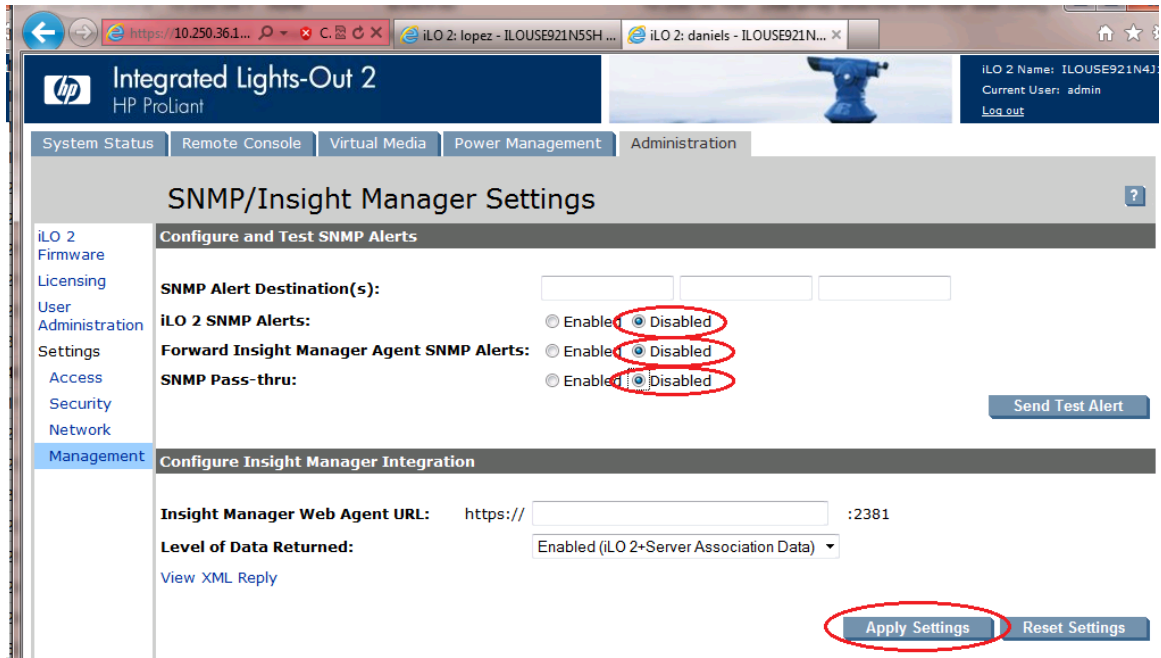 https://10.250.36.1... C. iLO 2: lopez - ILOUSE921N5SH ... iLO 2: daniels - ILOUSE921N...
hp Integrated Lights-Out 2
HP ProLiant
iLO 2 Name: ILOUSE921N4J
Current User: admin
Log out
System Status Remote Console Virtual Media Power Management Administration
SNMP/Insight Manager Settings ?
iLO 2
Firmware
Licensing
User
Administration
Settings
Access
Security
Network
Management
Configure and Test SNMP Alerts
SNMP Alert Destination(s):
iLO 2 SNMP Alerts: Enabled Disabled
Forward Insight Manager Agent SNMP Alerts: Enabled Disabled
SNMP Pass-thru: Enabled Disabled
Send Test Alert
Configure Insight Manager Integration
Insight Manager Web Agent URL: https:// :2381
Level of Data Returned: Enabled (iLO 2+Server Association Data)
View XML Reply
Apply Settings Reset Settings